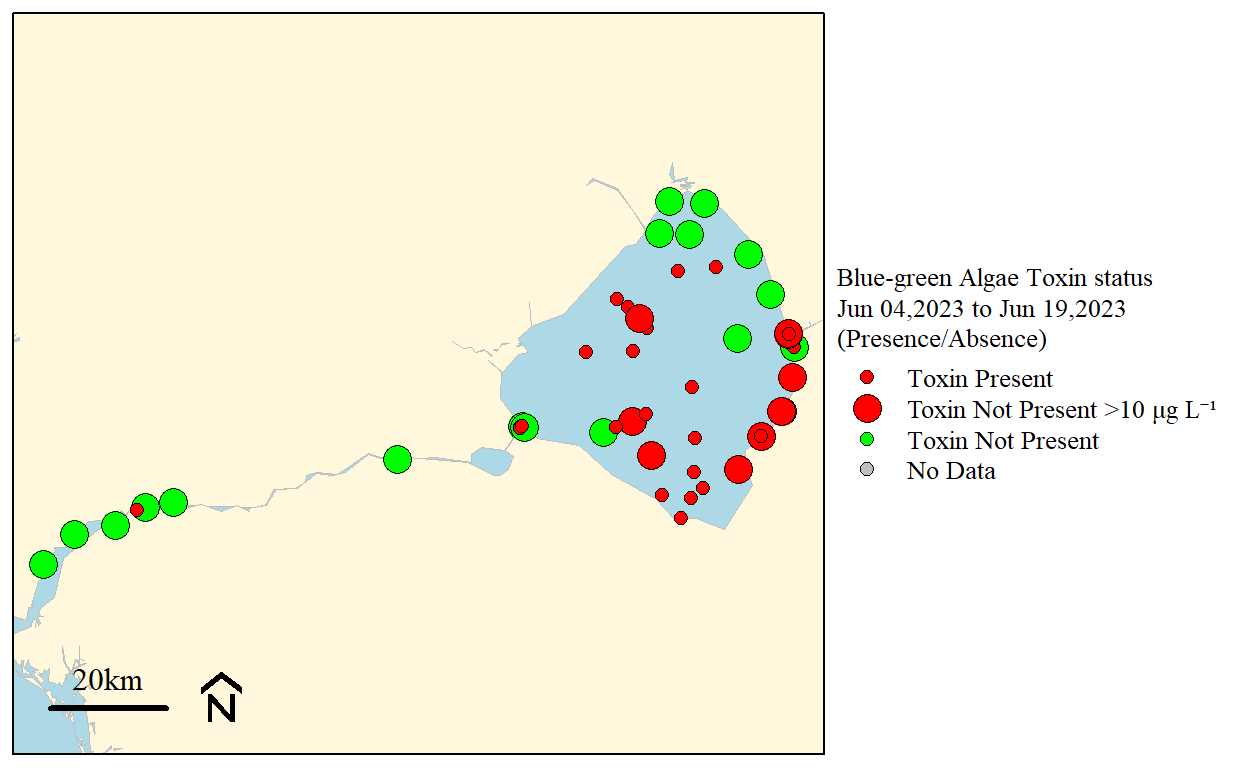 Blue-green Algae Toxin status
Jun 04,2023 to Jun 19,2023
(Presence/Absence)
Toxin Present
Toxin Not Present >10 μg L⁻¹
Toxin Not Present
No Data
20km
N